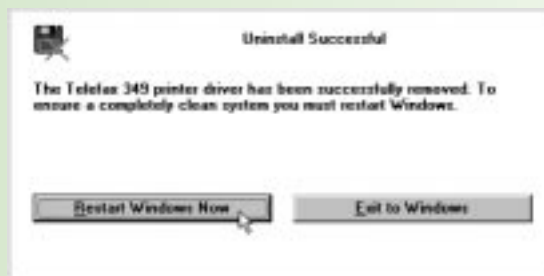 Uninstall Successful
The Telefax 349 printer driver has been successfully removed. To
ensure a completely clean system you must restart Windows.
Restart Windows Now
Exit to Windows